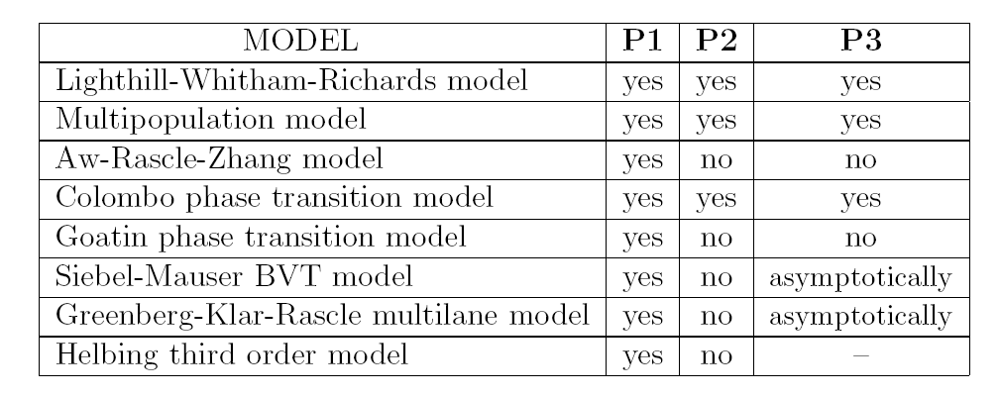 MODEL P1 P2 P3
Lighthill-Whitham-Richards model yes yes yes
Multipopulation model yes yes yes
Aw-Rascle-Zhang model yes no no
Colombo phase transition model yes yes yes
Goatin phase transition model yes no no
Siebel-Mauser BVT model yes no asymptotically
Greenberg-Klar-Rascle multilane model yes no asymptotically
Helbing third order model yes no –